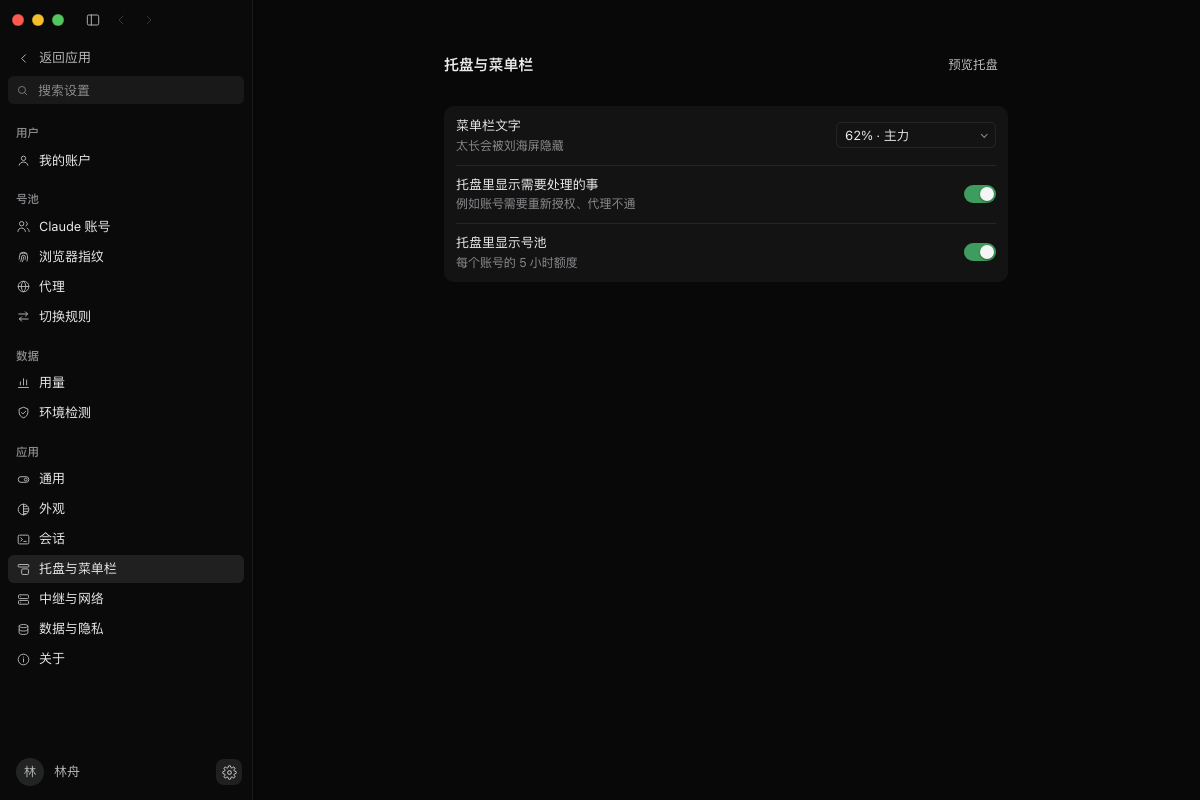 返回应用
搜索设置
用户
我的账户
号池
Claude 账号
浏览器指纹
代理
切换规则
数据
用量
环境检测
应用
通用
外观
会话
托盘与菜单栏
中继与网络
数据与隐私
关于
林 林舟
托盘与菜单栏 预览托盘
菜单栏文字
太长会被刘海屏隐藏
62% · 主力
托盘里显示需要处理的事
例如账号需要重新授权、代理不通
托盘里显示号池
每个账号的 5 小时额度